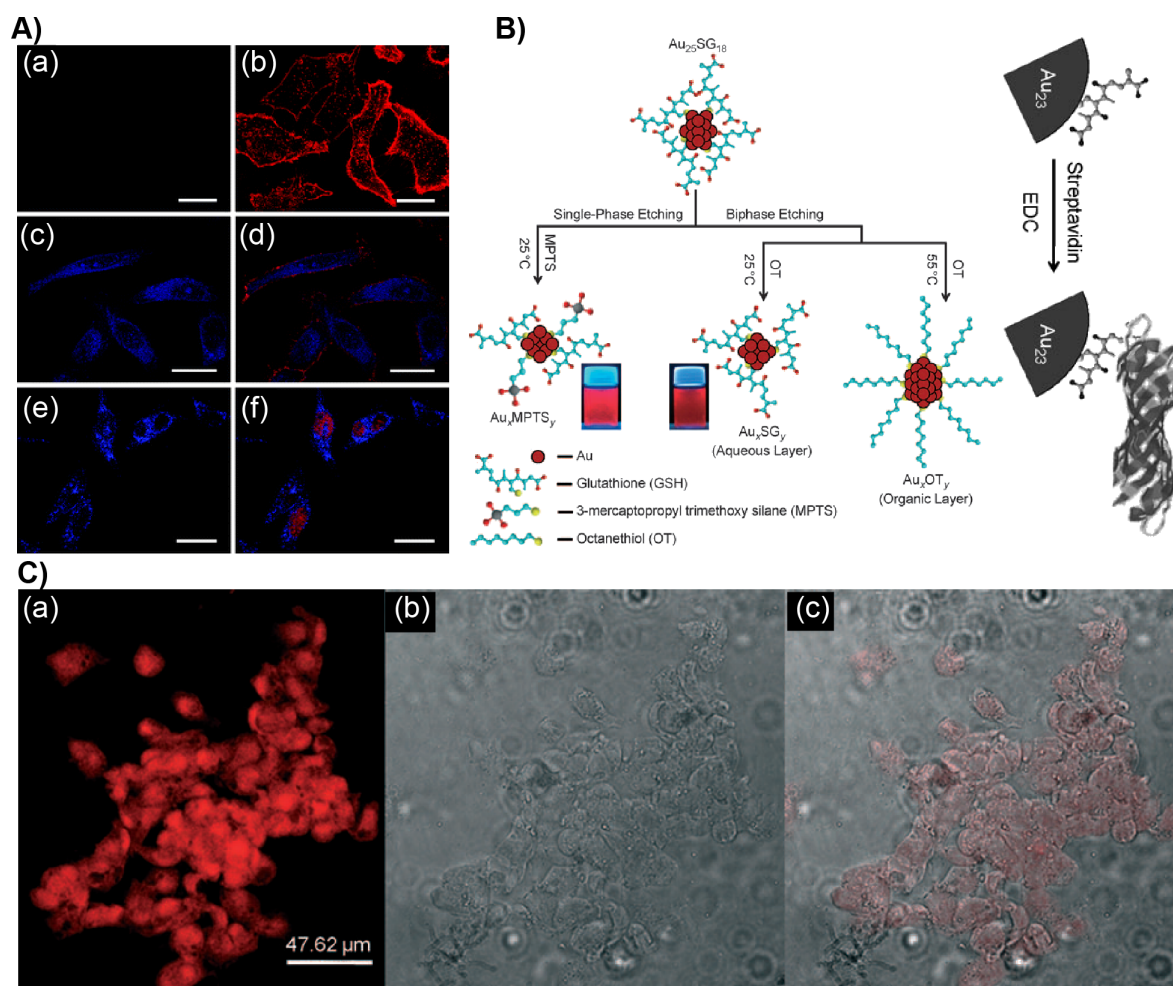 A)
(a)
(b)
(c)
(d)
(e)
(f)
B)
Au25SG18
Single-Phase Etching
Biphase Etching
MPTS
25 °C
OT
25 °C
OT
55 °C
AuxMPTSy
AuxSGy
(Aqueous Layer)
AuxOTy
(Organic Layer)
Au
Glutathione (GSH)
3-mercaptopropyl trimethoxy silane (MPTS)
Octanethiol (OT)
Au23
Streptavidin
EDC
Au23
C)
(a)
47.62 µm
(b)
(c)